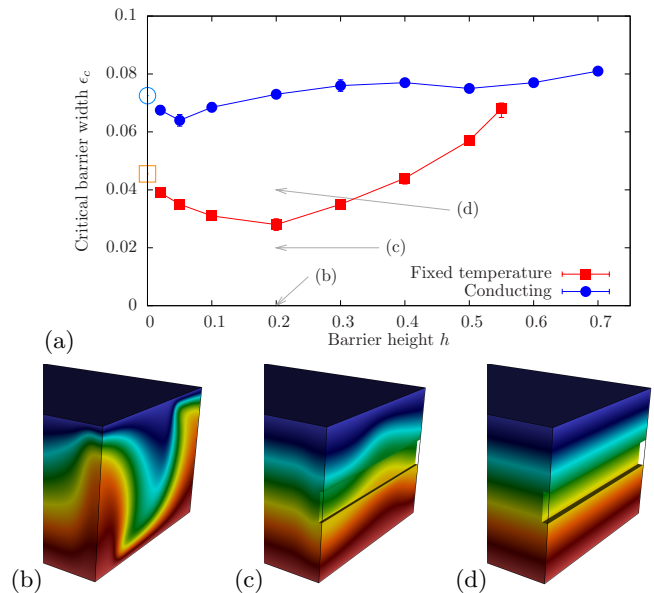 0.1
0.08
0.06
0.04
0.02
0
Critical barrier width ϵc
(d)
(c)
(b)
Fixed temperature
Conducting
0 0.1 0.2 0.3 0.4 0.5 0.6 0.7
Barrier height h
(a)
(b) (c) (d)